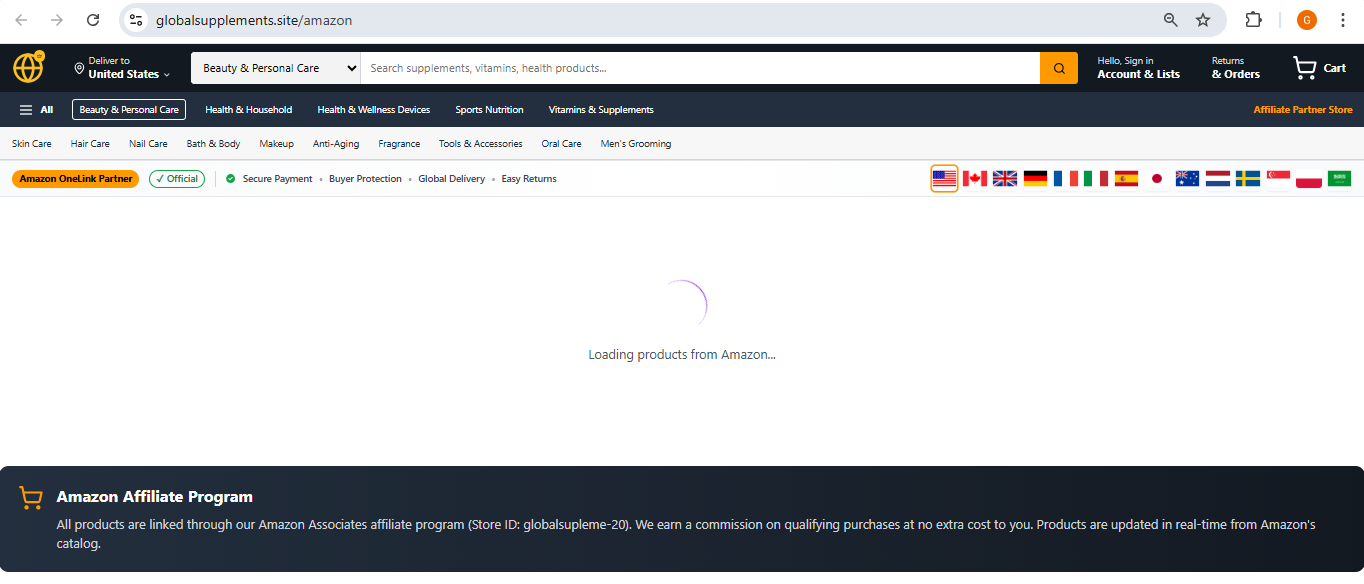 globalsupplements.site/amazon
G
Deliver to
United States
Beauty & Personal Care
Search supplements, vitamins, health products...
Hello, Sign in
Account & Lists
Returns
& Orders
Cart
All
Beauty & Personal Care
Health & Household
Health & Wellness Devices
Sports Nutrition
Vitamins & Supplements
Affiliate Partner Store
Skin Care
Hair Care
Nail Care
Bath & Body
Makeup
Anti-Aging
Fragrance
Tools & Accessories
Oral Care
Men's Grooming
Amazon OneLink Partner
✓ Official
Secure Payment • Buyer Protection • Global Delivery • Easy Returns
Loading products from Amazon...
Amazon Affiliate Program
All products are linked through our Amazon Associates affiliate program (Store ID: globalsupleme-20). We earn a commission on qualifying purchases at no extra cost to you. Products are updated in real-time from Amazon's
catalog.